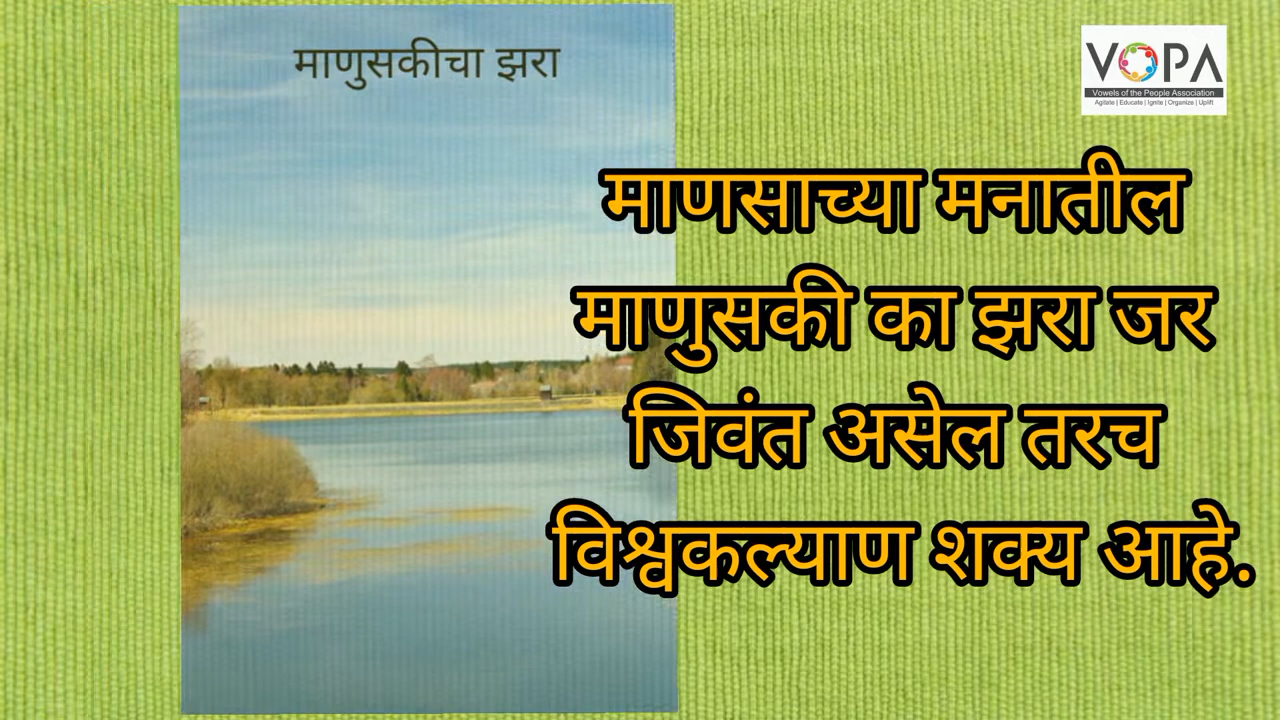 माणुसकीचा झरा
VOPA
Vowels of the People Association
Agitate | Educate | Ignite | Organize | Uplift
माणसाच्या मनातील
माणुसकी का झरा जर
जिवंत असेल तरच
विश्वकल्याण शक्य आहे.